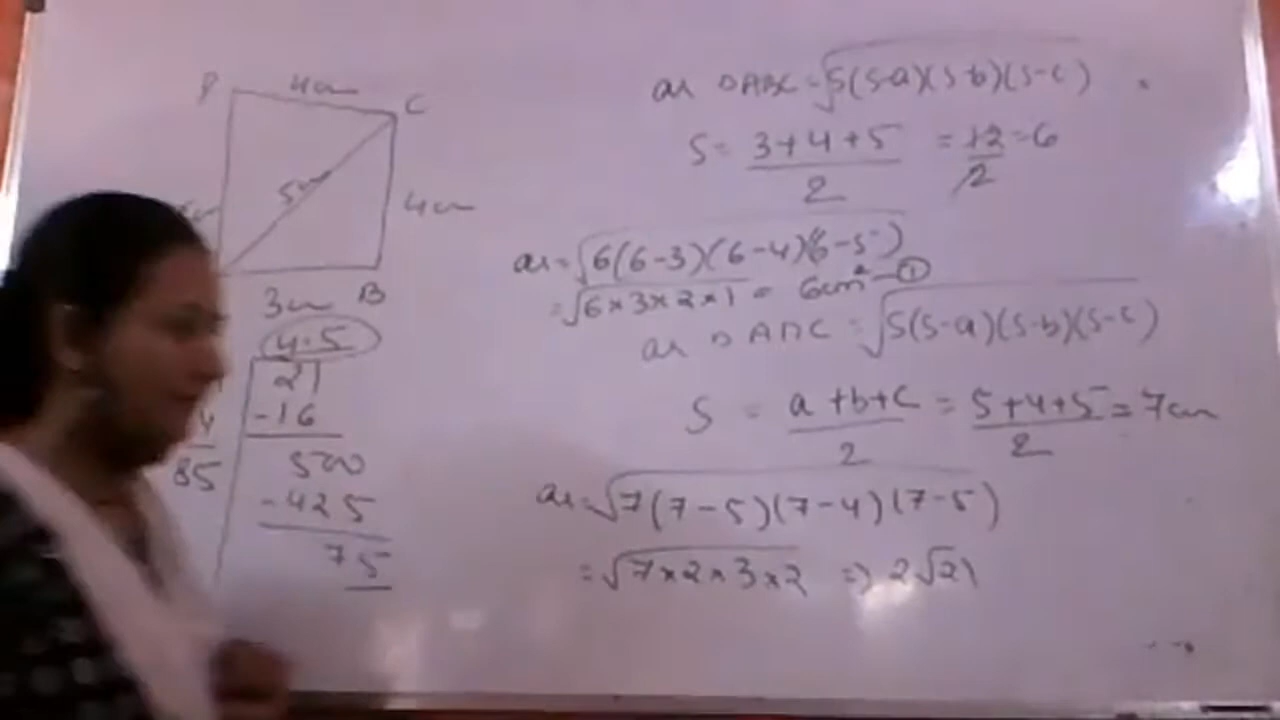 D 4cm C
5cm 4cm
3cm B
4.5
21
-16
85 500
-425
75
ar △ABC = √S(S-a)(S-b)(S-c)
S = 3+4+5 / 2 = 12/2 = 6
ar = √6(6-3)(6-4)(6-5)
= √6×3×2×1 = 6cm² — ①
ar △ADC = √S(S-a)(S-b)(S-c)
S = a+b+c / 2 = 5+4+5 / 2 = 7cm
ar = √7(7-5)(7-4)(7-5)
= √7×2×3×2 ⇒ 2√21